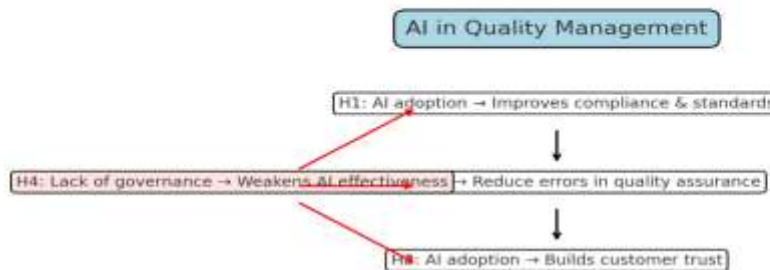 AI in Quality Management
H1: AI adoption → Improves compliance & standards
H4: Lack of governance → Weakens AI effectiveness → Reduce errors in quality assurance
H3: AI adoption → Builds customer trust